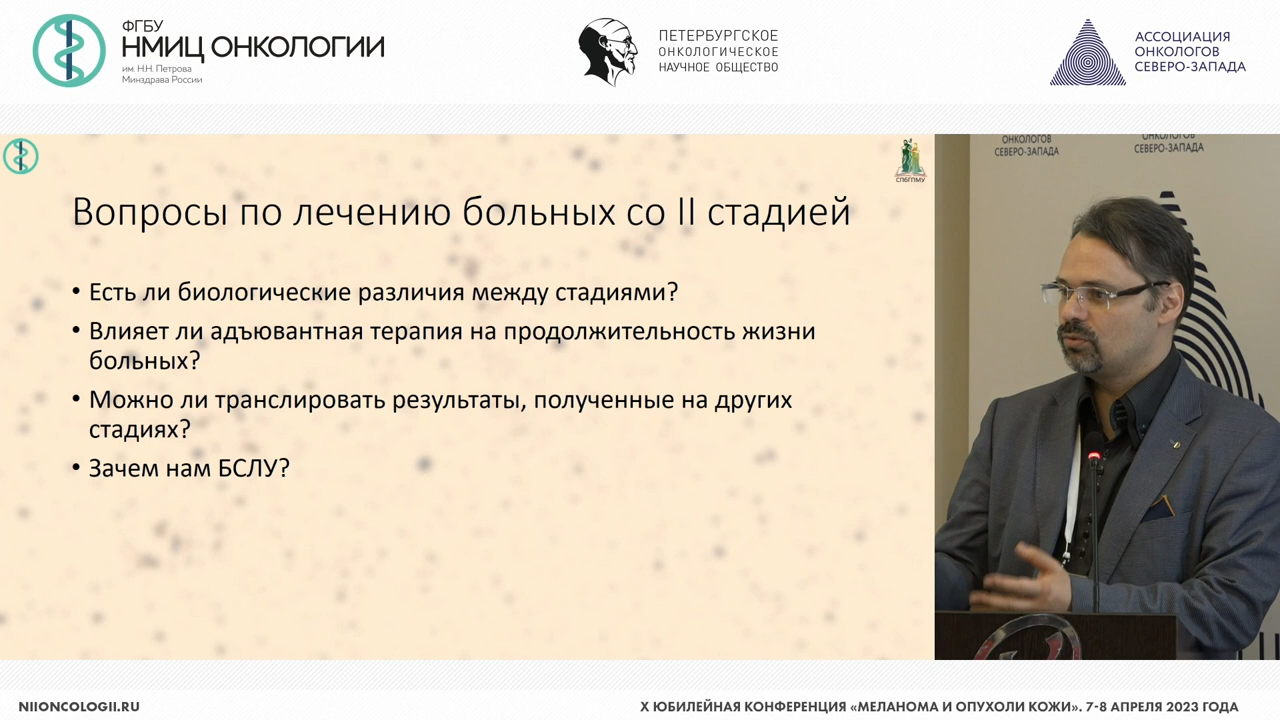 ФГБУ
НМИЦ ОНКОЛОГИИ
им. Н.Н. Петрова
Минздрава России
ПЕТЕРБУРГСКОЕ
ОНКОЛОГИЧЕСКОЕ
НАУЧНОЕ ОБЩЕСТВО
АССОЦИАЦИЯ
ОНКОЛОГОВ
СЕВЕРО-ЗАПАДА
СПбГПМУ
Вопросы по лечению больных со II стадией
• Есть ли биологические различия между стадиями?
• Влияет ли адъювантная терапия на продолжительность жизни
больных?
• Можно ли транслировать результаты, полученные на других
стадиях?
• Зачем нам БСЛУ?
ОНКОЛОГОВ
СЕВЕРО-ЗАПАДА
ОНКОЛОГОВ
СЕВЕРО-ЗАПАДА
NIIONCOLOGII.RU
X ЮБИЛЕЙНАЯ КОНФЕРЕНЦИЯ «МЕЛАНОМА И ОПУХОЛИ КОЖИ». 7-8 АПРЕЛЯ 2023 ГОДА